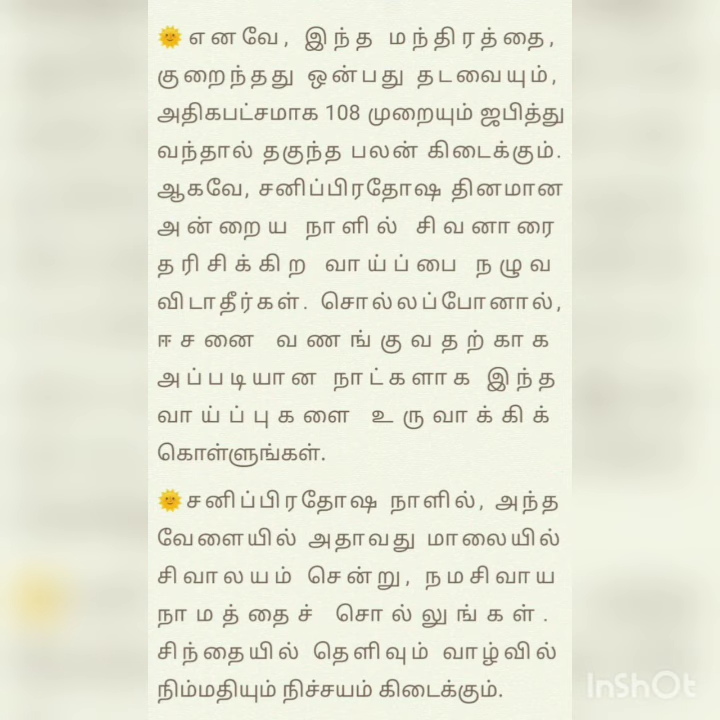 🌞எனவே, இந்த மந்திரத்தை,
குறைந்தது ஒன்பது தடவையும்,
அதிகபட்சமாக 108 முறையும் ஜபித்து
வந்தால் தகுந்த பலன் கிடைக்கும்.
ஆகவே, சனிப்பிரதோஷ தினமான
அன்றைய நாளில் சிவனாரை
தரிசிக்கிற வாய்ப்பை நழுவ
விடாதீர்கள். சொல்லப்போனால்,
ஈசனை வணங்குவதற்காக
அப்படியான நாட்களாக இந்த
வாய்ப்புகளை உருவாக்கிக்
கொள்ளுங்கள்.
🌞சனிப்பிரதோஷ நாளில், அந்த
வேளையில் அதாவது மாலையில்
சிவாலயம் சென்று, நமசிவாய
நாமத்தைச் சொல்லுங்கள்.
சிந்தையில் தெளிவும் வாழ்வில்
நிம்மதியும் நிச்சயம் கிடைக்கும்.
InShOt